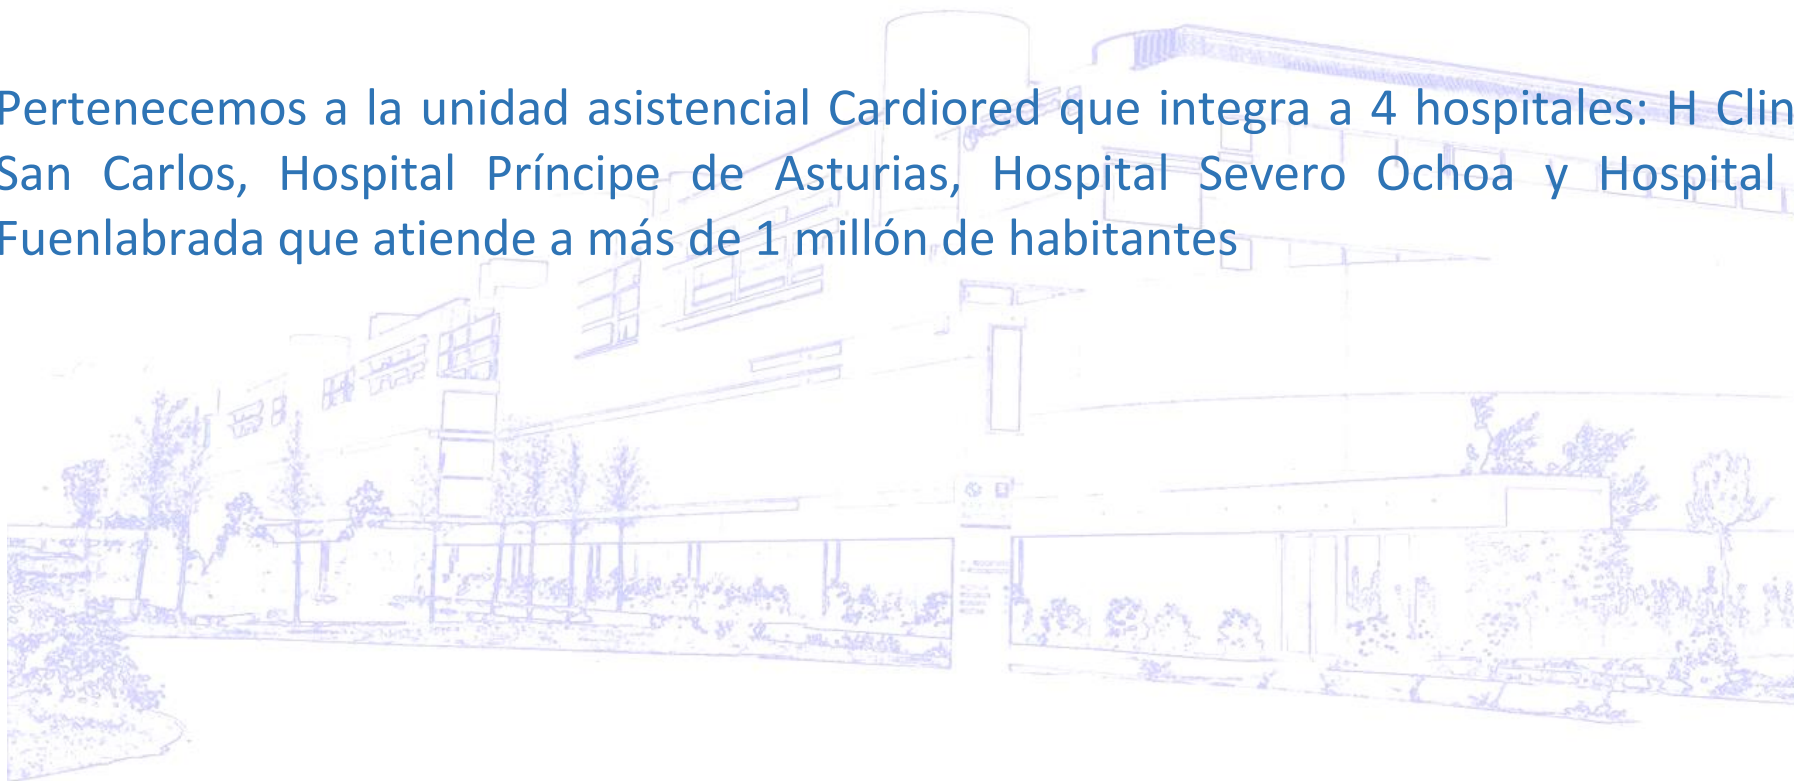 Pertenecemos a la unidad asistencial Cardiored que integra a 4 hospitales: H Clin
San Carlos, Hospital Príncipe de Asturias, Hospital Severo Ochoa y Hospital
Fuenlabrada que atiende a más de 1 millón de habitantes